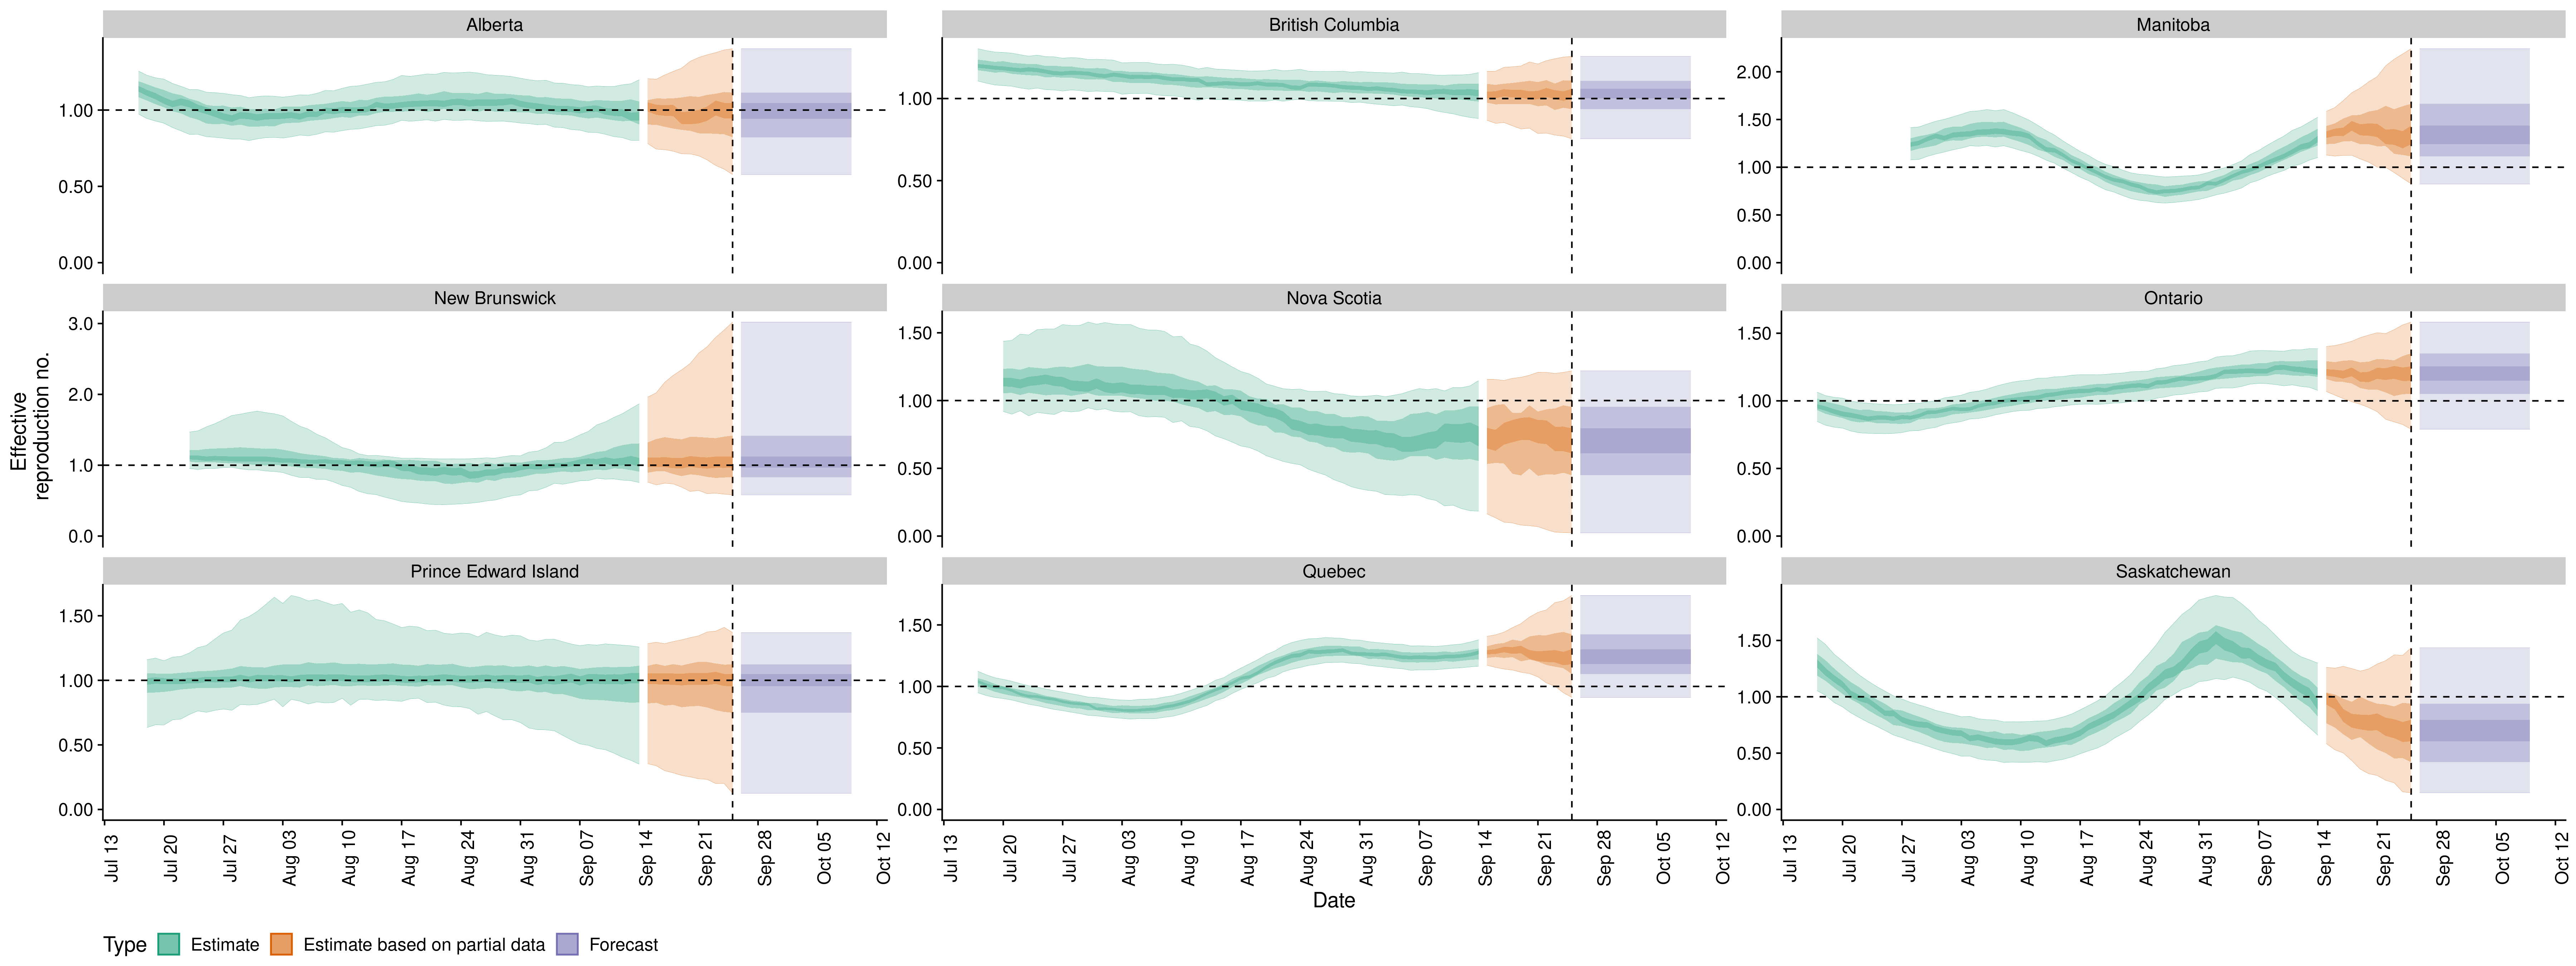 Alberta
British Columbia
Manitoba
1.00
0.50
0.00
1.00
0.50
0.00
2.00
1.50
1.00
0.50
0.00
New Brunswick
Nova Scotia
Ontario
3.0
2.0
1.0
0.0
1.50
1.00
0.50
0.00
1.50
1.00
0.50
0.00
Effective
reproduction no.
Prince Edward Island
Quebec
Saskatchewan
1.50
1.00
0.50
0.00
1.50
1.00
0.50
0.00
1.50
1.00
0.50
0.00
Jul 13 Jul 20 Jul 27 Aug 03 Aug 10 Aug 17 Aug 24 Aug 31 Sep 07 Sep 14 Sep 21 Sep 28 Oct 05 Oct 12
Jul 13 Jul 20 Jul 27 Aug 03 Aug 10 Aug 17 Aug 24 Aug 31 Sep 07 Sep 14 Sep 21 Sep 28 Oct 05 Oct 12
Jul 13 Jul 20 Jul 27 Aug 03 Aug 10 Aug 17 Aug 24 Aug 31 Sep 07 Sep 14 Sep 21 Sep 28 Oct 05 Oct 12
Date
Type Estimate Estimate based on partial data Forecast